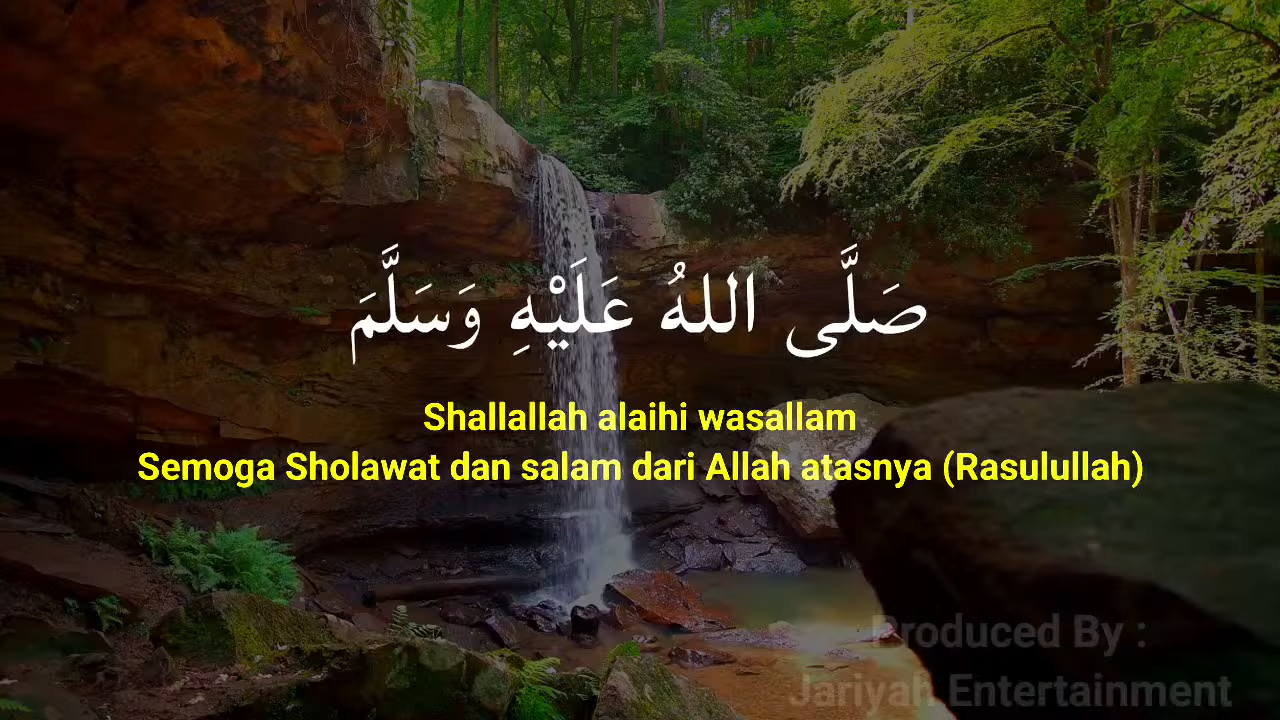 صَلَّى اللهُ عَلَيْهِ وَسَلَّمَ
Shallallah alaihi wasallam
Semoga Sholawat dan salam dari Allah atasnya (Rasulullah)
Produced By :
Jariyah Entertainment